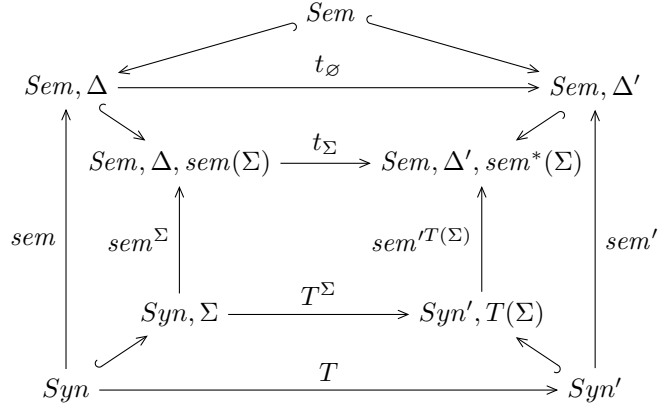 Sem
Sem, Δ t_∅ Sem, Δ′
Sem, Δ, sem(Σ) t_Σ Sem, Δ′, sem*(Σ)
sem sem^Σ sem′^{T(Σ)} sem′
Syn, Σ T^Σ Syn′, T(Σ)
Syn T Syn′